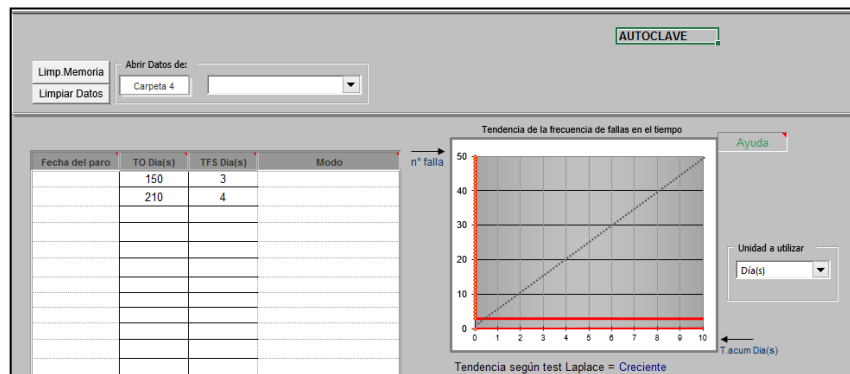 AUTOCLAVE
Limp.Memoria
Limpiar Datos
Abrir Datos de:
Carpeta 4
Tendencia de la frecuencia de fallas en el tiempo
Ayuda
Fecha del paro TO Dia(s) TFS Dia(s) Modo
150 3
210 4
n° falla
50
40
30
20
10
0
0 1 2 3 4 5 6 7 8 9 10
T.acum Dia(s)
Unidad a utilizar
Día(s)
Tendencia según test Laplace = Creciente